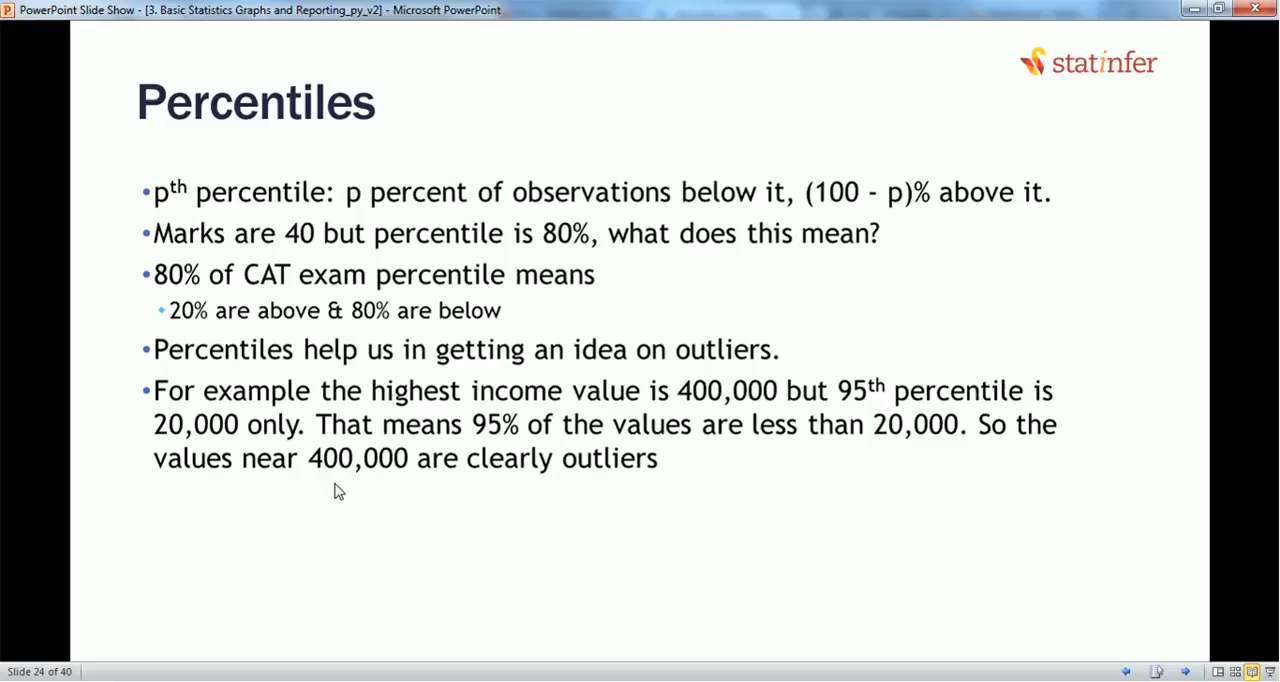 PowerPoint Slide Show - [3. Basic Statistics Graphs and Reporting_py_v2] - Microsoft PowerPoint
statinfer
Percentiles
•pth percentile: p percent of observations below it, (100 - p)% above it.
•Marks are 40 but percentile is 80%, what does this mean?
•80% of CAT exam percentile means
•20% are above & 80% are below
•Percentiles help us in getting an idea on outliers.
•For example the highest income value is 400,000 but 95th percentile is
20,000 only. That means 95% of the values are less than 20,000. So the
values near 400,000 are clearly outliers
Slide 24 of 40